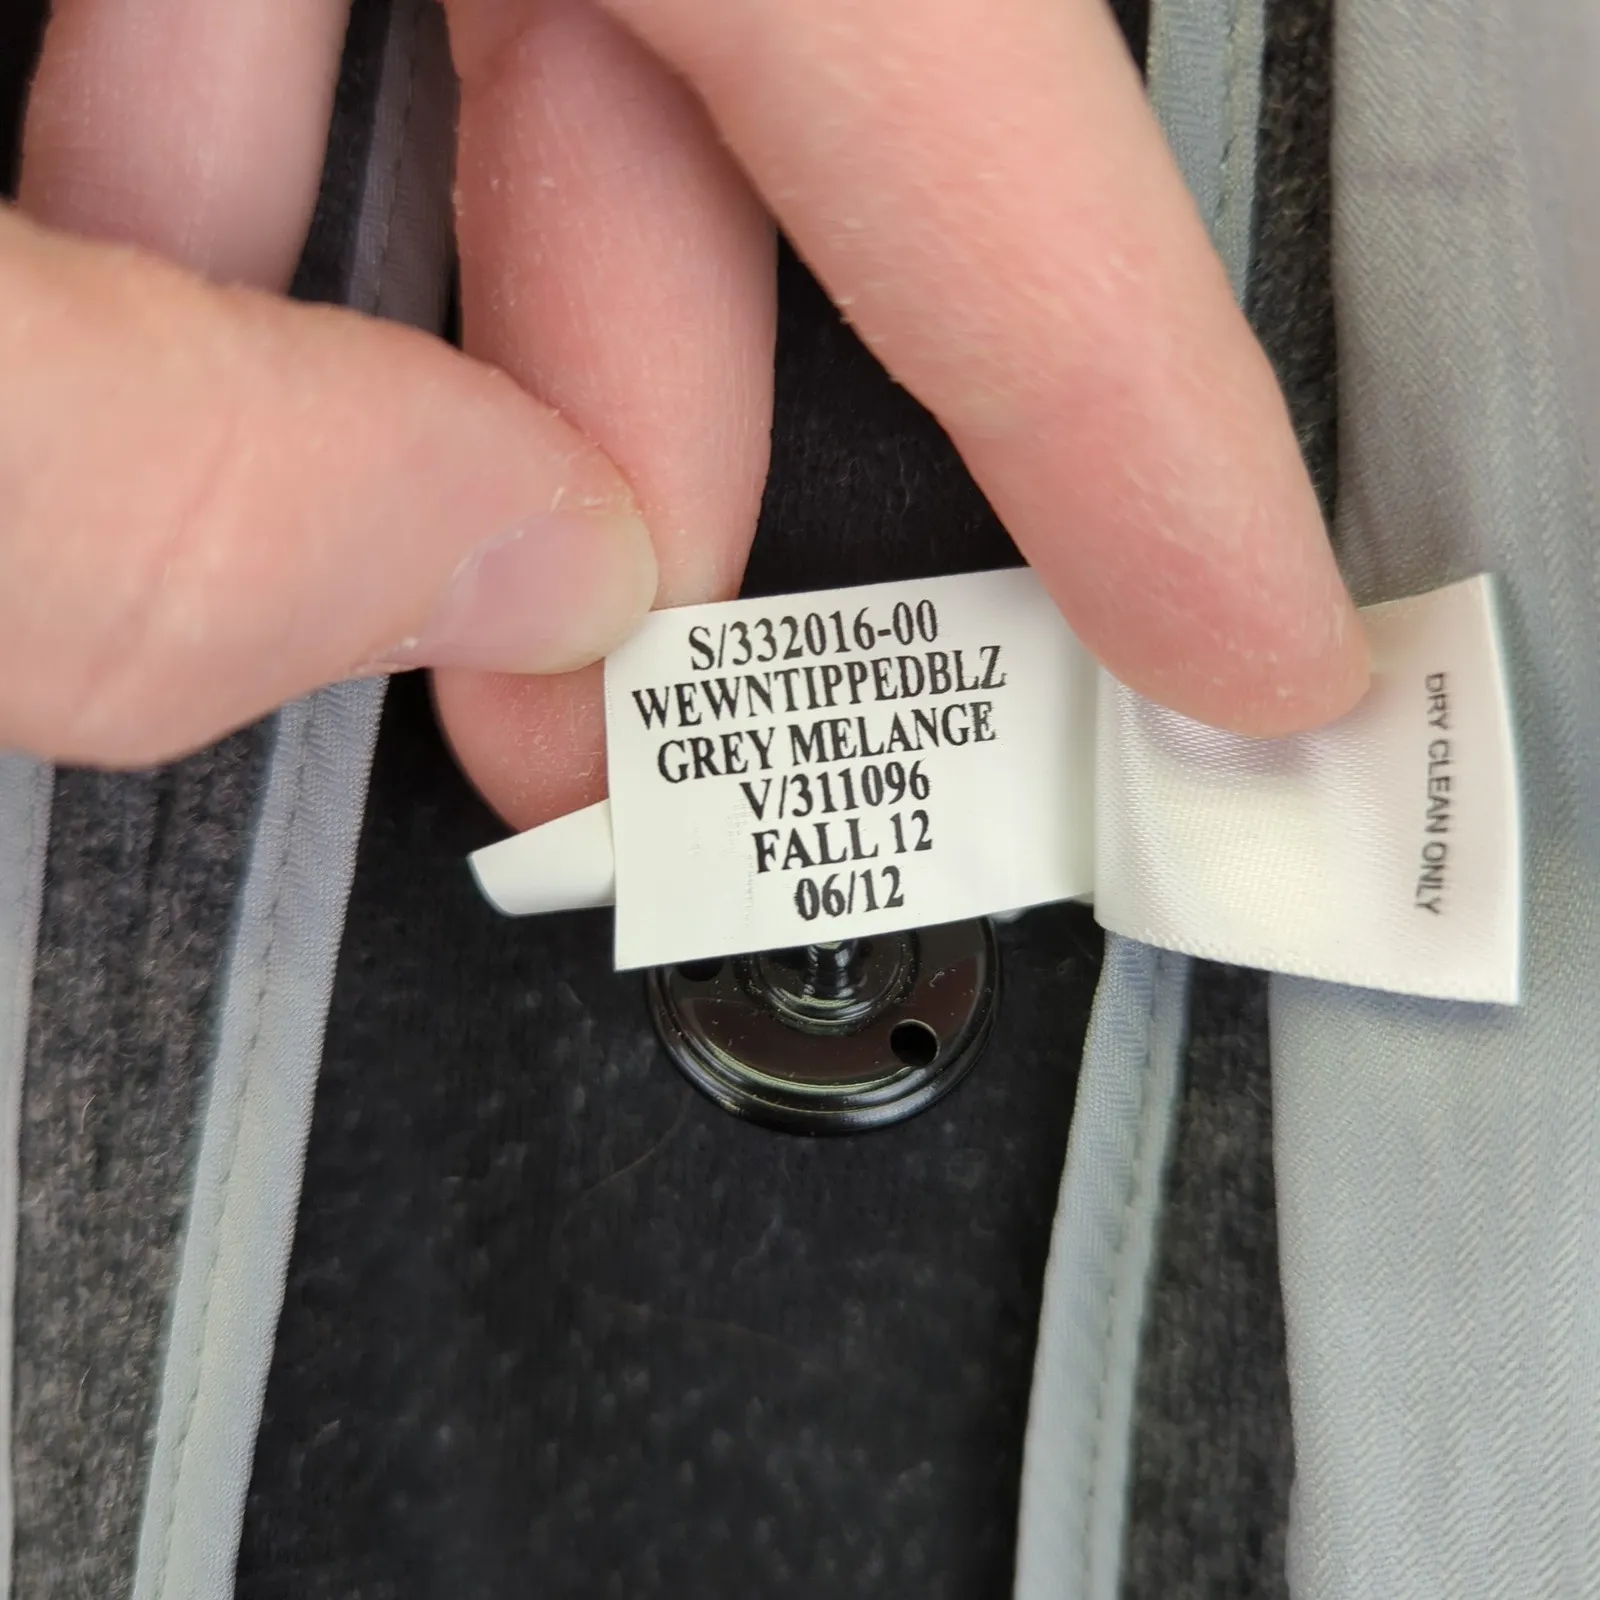 S/332016-00
WEWNTIPPEDBLZ
GREY MELANGE
V/311096
FALL 12
06/12
DRY CLEAN ONLY